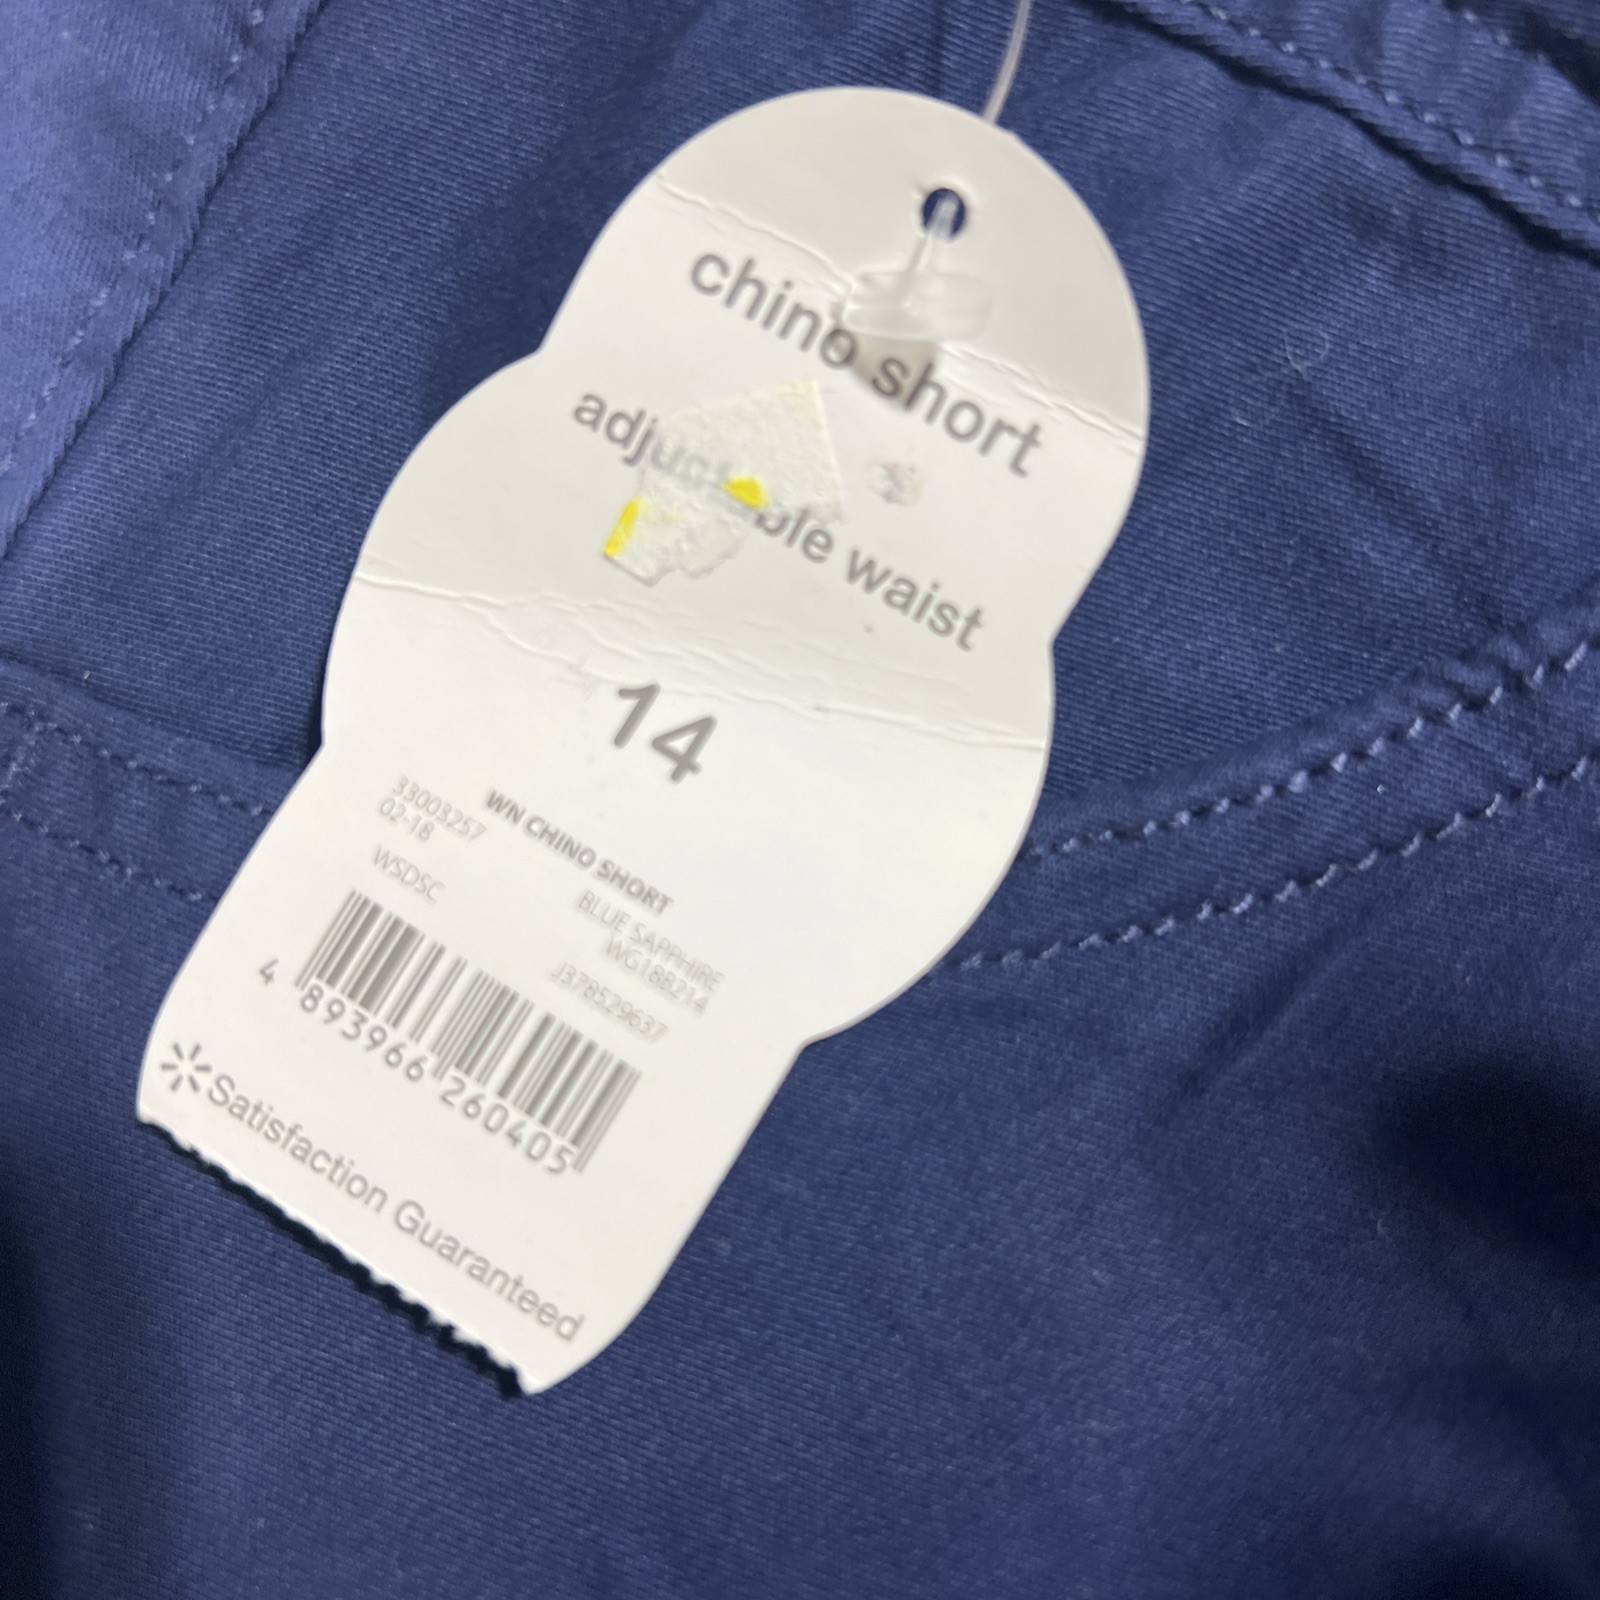 chino short
adjustable waist
14
33003257
02-18
WN CHINO SHORT
WSDSC
BLUE SAPPHIRE
WG18B214
J378529637
4 893966 260405
Satisfaction Guaranteed